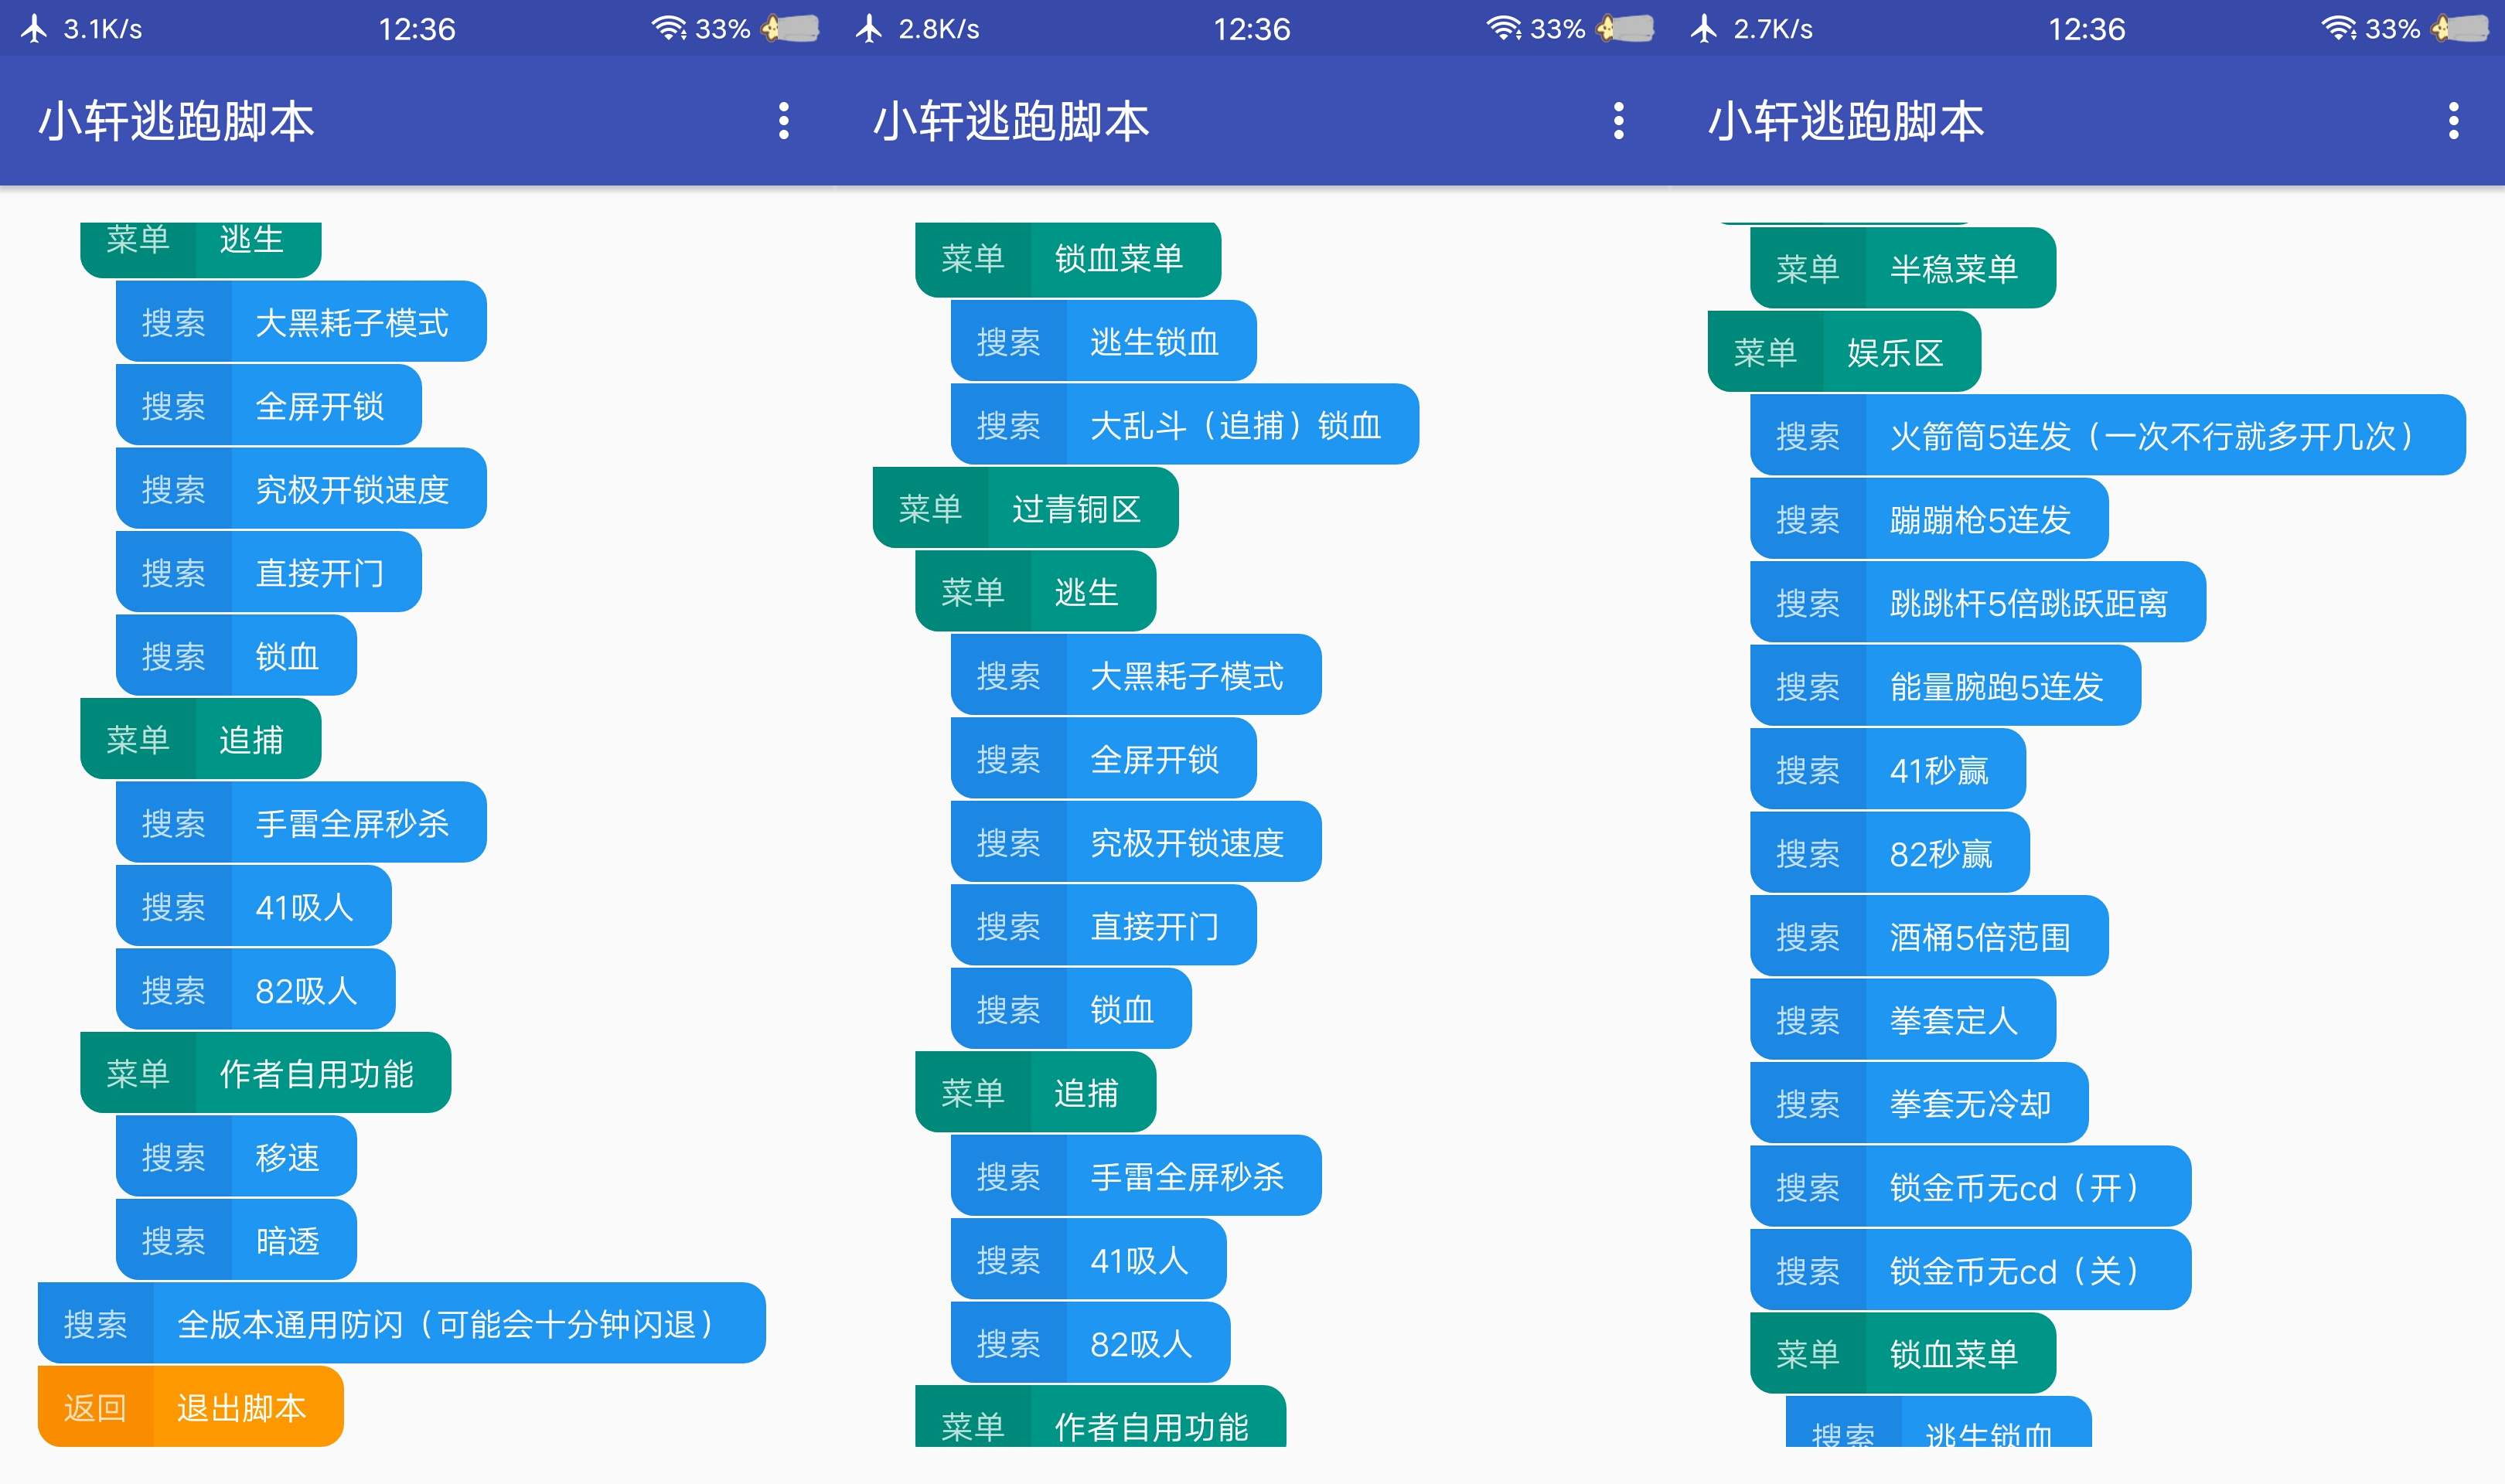 3.1K/s 12:36 33%
小轩逃跑脚本
菜单 逃生
搜索 大黑耗子模式
搜索 全屏开锁
搜索 究极开锁速度
搜索 直接开门
搜索 锁血
菜单 追捕
搜索 手雷全屏秒杀
搜索 41吸人
搜索 82吸人
菜单 作者自用功能
搜索 移速
搜索 暗透
搜索 全版本通用防闪（可能会十分钟闪退）
返回 退出脚本
2.8K/s 12:36 33%
小轩逃跑脚本
菜单 锁血菜单
搜索 逃生锁血
搜索 大乱斗（追捕）锁血
菜单 过青铜区
菜单 逃生
搜索 大黑耗子模式
搜索 全屏开锁
搜索 究极开锁速度
搜索 直接开门
搜索 锁血
菜单 追捕
搜索 手雷全屏秒杀
搜索 41吸人
搜索 82吸人
菜单 作者自用功能
2.7K/s 12:36 33%
小轩逃跑脚本
菜单 半稳菜单
菜单 娱乐区
搜索 火箭筒5连发（一次不行就多开几次）
搜索 蹦蹦枪5连发
搜索 跳跳杆5倍跳跃距离
搜索 能量腕跑5连发
搜索 41秒赢
搜索 82秒赢
搜索 酒桶5倍范围
搜索 拳套定人
搜索 拳套无冷却
搜索 锁金币无cd（开）
搜索 锁金币无cd（关）
菜单 锁血菜单
搜索 逃生锁血